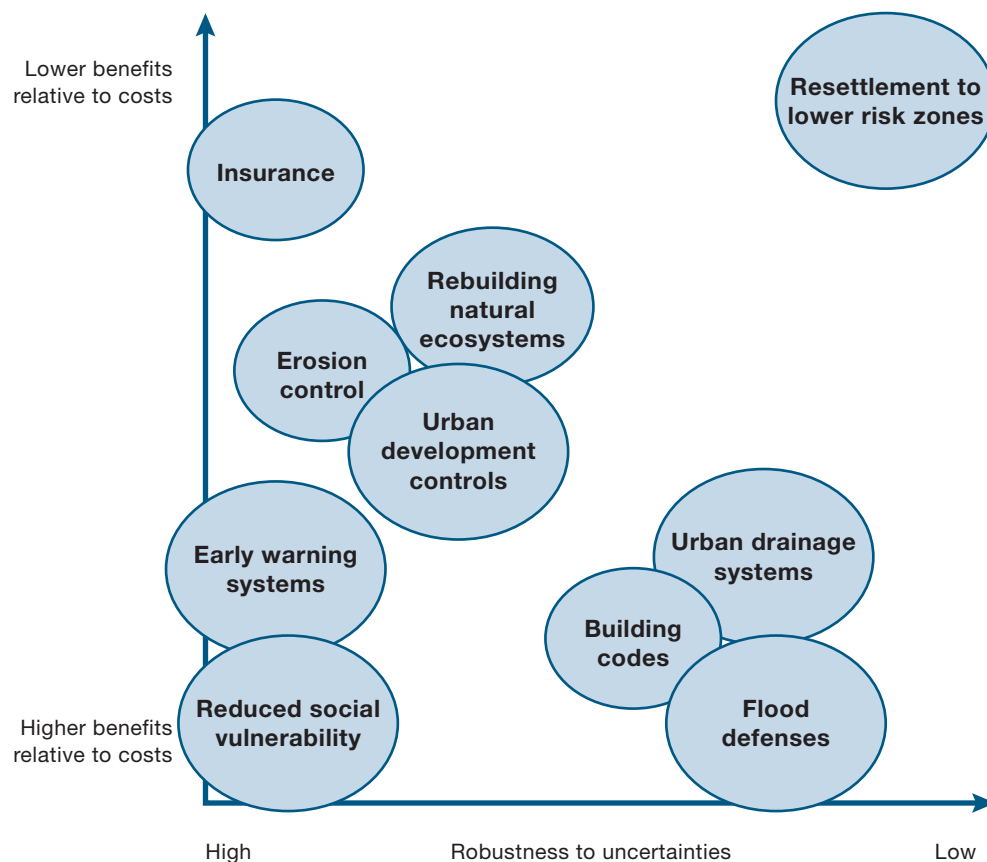 Lower benefits
relative to costs
Resettlement to
lower risk zones
Insurance
Rebuilding
natural
ecosystems
Erosion
control
Urban
development
controls
Early warning
systems
Urban drainage
systems
Building
codes
Reduced social
vulnerability
Flood
defenses
Higher benefits
relative to costs
High
Robustness to uncertainties
Low